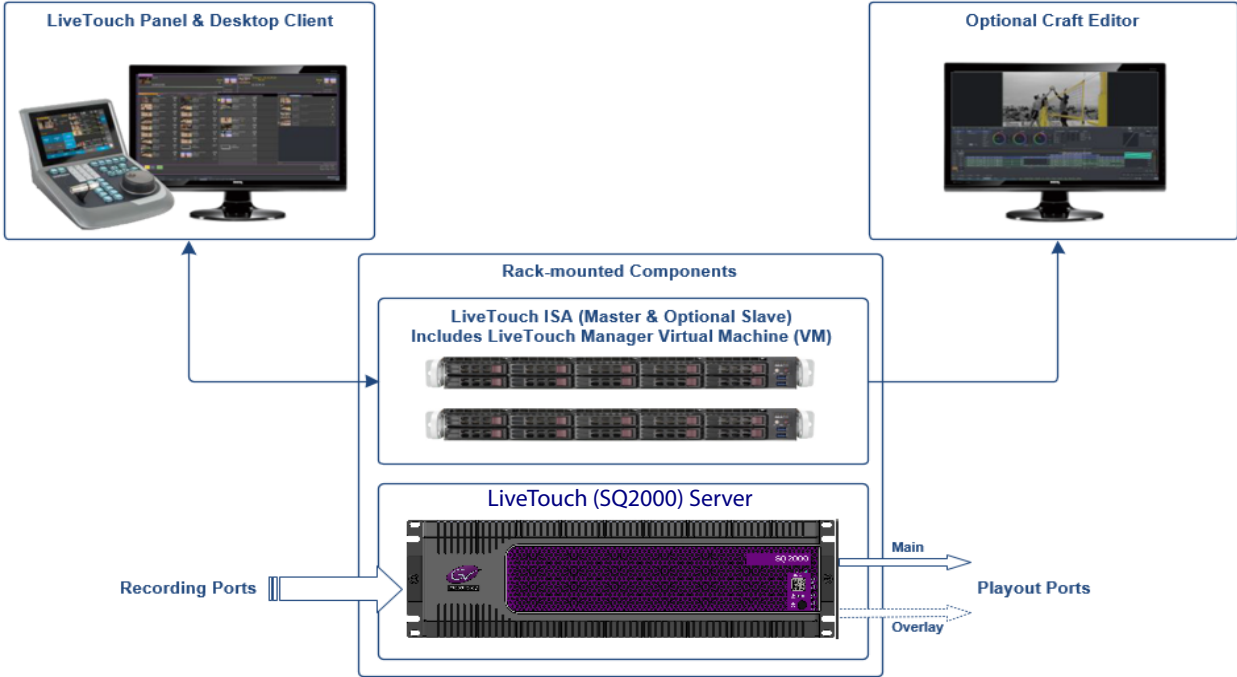 LiveTouch Panel & Desktop Client
Optional Craft Editor
Rack-mounted Components
LiveTouch ISA (Master & Optional Slave)
Includes LiveTouch Manager Virtual Machine (VM)
LiveTouch (SQ2000) Server
SQ 2000
Recording Ports
Main
Playout Ports
Overlay